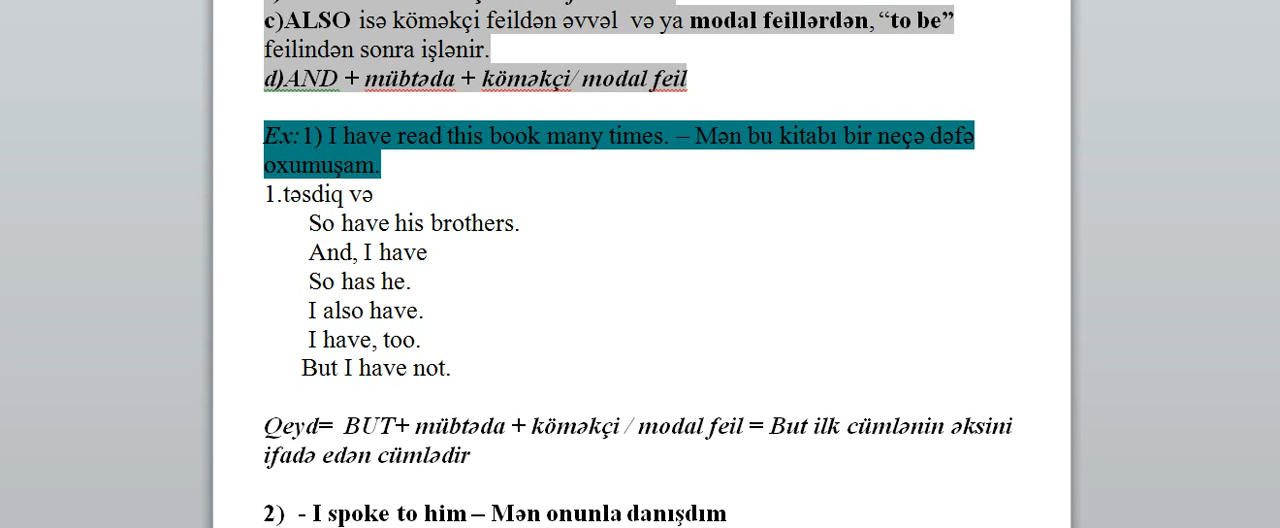 c)ALSO isə köməkçi feildən əvvəl və ya modal feillərdən, “to be”
feilindən sonra işlənir.
d)AND + mübtəda + köməkçi/ modal feil
Ex:1) I have read this book many times. – Mən bu kitabı bir neçə dəfə
oxumuşam.
1.təsdiq və
So have his brothers.
And, I have
So has he.
I also have.
I have, too.
But I have not.
Qeyd= BUT+ mübtəda + köməkçi / modal feil = But ilk cümlənin əksini
ifadə edən cümlədir
2) - I spoke to him – Mən onunla danışdım